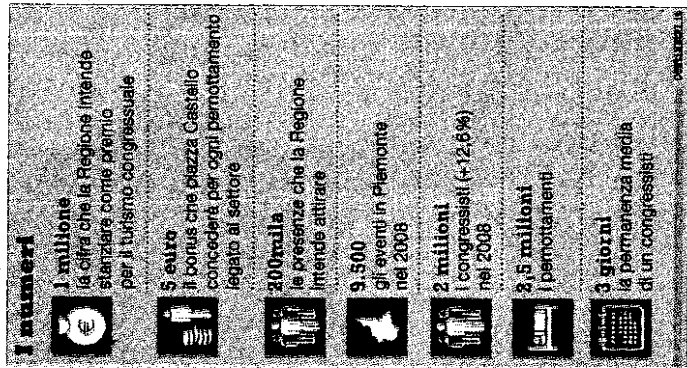 I numeri
1 milione
la cifra che la Regione intende
stanziare come premio
per il turismo congressuale
5 euro
il bonus che piazza Castello
concederà per ogni pernottamento
legato al settore
200mila
le presenze che la Regione
intende attirare
9.500
gli eventi in Piemonte
nel 2008
2 milioni
i congressisti (+12,6%)
nel 2008
2,5 milioni
i pernottamenti
3 giorni
la permanenza media
di un congressisti